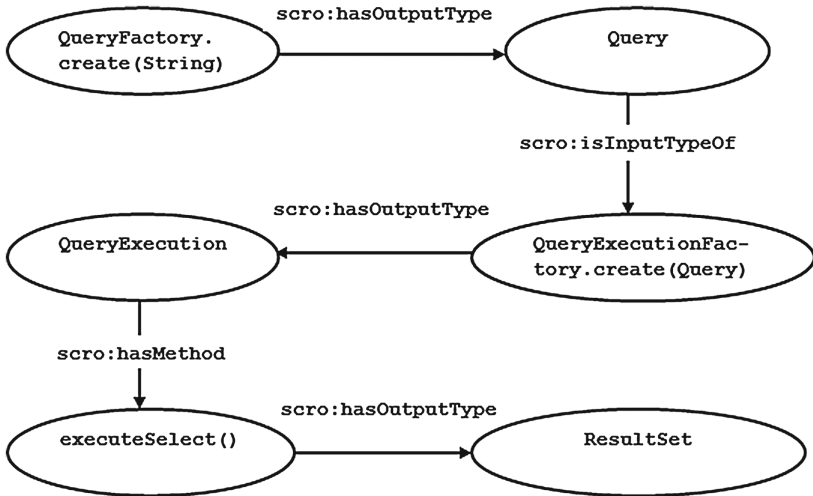 scro:hasOutputType
QueryFactory.
create(String)
Query
scro:isInputTypeOf
scro:hasOutputType
QueryExecution
QueryExecutionFac-
tory.create(Query)
scro:hasMethod
scro:hasOutputType
executeSelect()
ResultSet